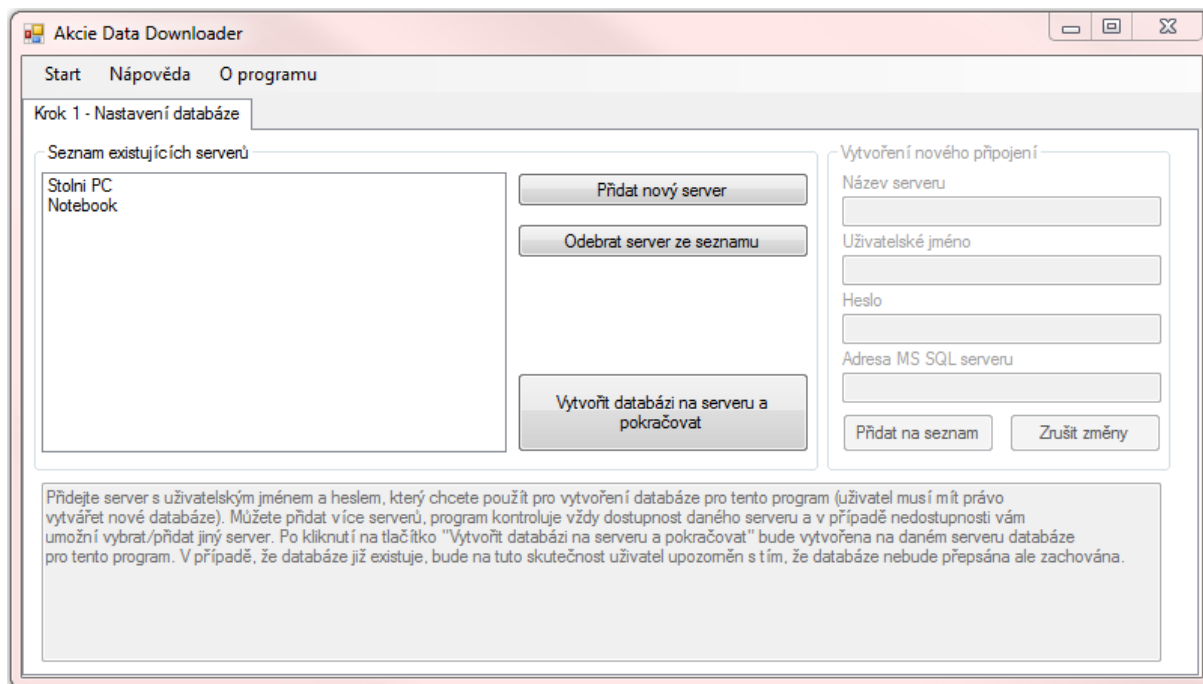 Akcie Data Downloader
Start Nápověda O programu
Krok 1 - Nastavení databáze
Seznam existujících serverů
Stolni PC
Notebook
Přidat nový server
Odebrat server ze seznamu
Vytvořit databázi na serveru a
pokračovat
Vytvoření nového připojení
Název serveru
Uživatelské jméno
Heslo
Adresa MS SQL serveru
Přidat na seznam Zrušit změny
Přidejte server s uživatelským jménem a heslem, který chcete použít pro vytvoření databáze pro tento program (uživatel musí mít právo
vytvářet nové databáze). Můžete přidat více serverů, program kontroluje vždy dostupnost daného serveru a v případě nedostupnosti vám
umožní vybrat/přidat jiný server. Po kliknutí na tlačítko "Vytvořit databázi na serveru a pokračovat" bude vytvořena na daném serveru databáze
pro tento program. V případě, že databáze již existuje, bude na tuto skutečnost uživatel upozorněn s tím, že databáze nebude přepsána ale zachována.